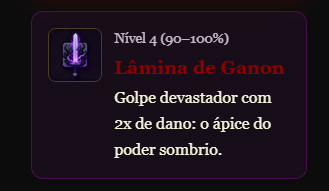 Nível 4 (90–100%)
Lâmina de Ganon
Golpe devastador com
2x de dano: o ápice do
poder sombrio.